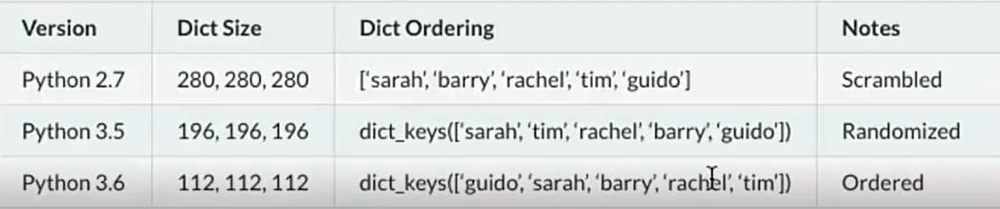 Version Dict Size Dict Ordering Notes
Python 2.7 280, 280, 280 [‘sarah’, ‘barry’, ‘rachel’, ‘tim’, ‘guido’] Scrambled
Python 3.5 196, 196, 196 dict_keys([‘sarah’, ‘tim’, ‘rachel’, ‘barry’, ‘guido’]) Randomized
Python 3.6 112, 112, 112 dict_keys([‘guido’, ‘sarah’, ‘barry’, ‘rachel’, ‘tim’]) Ordered